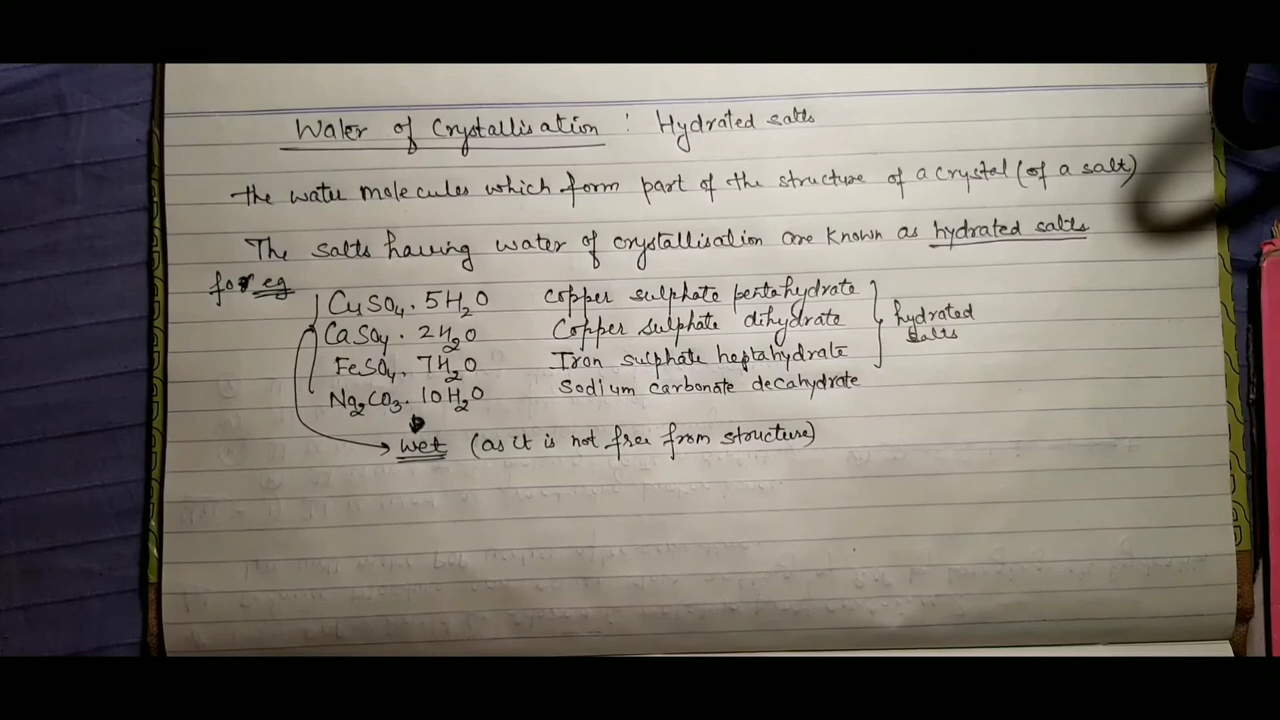 Water of Crystallisation : Hydrated salts
the water molecules which form part of the structure of a crystal (of a salt)
The salts having water of crystallisation are known as hydrated salts
for eg
CuSO4. 5H2O Copper sulphate pentahydrate
CaSO4. 2H2O Copper sulphate dihydrate
FeSO4. 7H2O Iron sulphate heptahydrate
Na2CO3. 10H2O Sodium carbonate decahydrate
hydrated
salts
wet (as it is not free from structure)